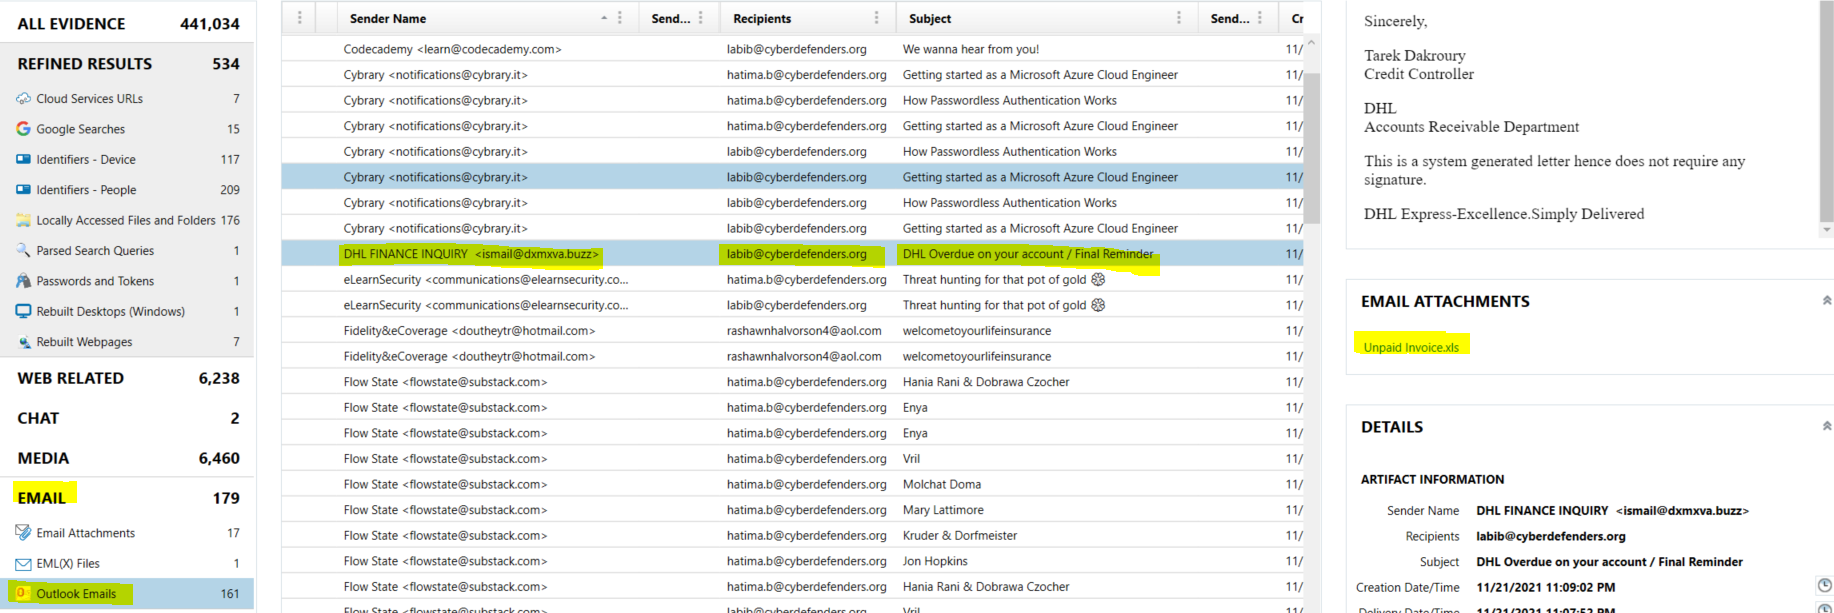 ALL EVIDENCE 441,034
REFINED RESULTS 534
Cloud Services URLs 7
Google Searches 15
Identifiers - Device 117
Identifiers - People 209
Locally Accessed Files and Folders 176
Parsed Search Queries 1
Passwords and Tokens 1
Rebuilt Desktops (Windows) 1
Rebuilt Webpages 7
WEB RELATED 6,238
CHAT 2
MEDIA 6,460
EMAIL 179
Email Attachments 17
EML(X) Files 1
Outlook Emails 161
Sender Name Send... Recipients Subject Send... Cr
Codecademy <learn@codecademy.com> labib@cyberdefenders.org We wanna hear from you! 11/
Cybrary <notifications@cybrary.it> hatima.b@cyberdefenders.org Getting started as a Microsoft Azure Cloud Engineer 11/
Cybrary <notifications@cybrary.it> hatima.b@cyberdefenders.org How Passwordless Authentication Works 11/
Cybrary <notifications@cybrary.it> hatima.b@cyberdefenders.org Getting started as a Microsoft Azure Cloud Engineer 11/
Cybrary <notifications@cybrary.it> labib@cyberdefenders.org How Passwordless Authentication Works 11/
Cybrary <notifications@cybrary.it> labib@cyberdefenders.org Getting started as a Microsoft Azure Cloud Engineer 11/
Cybrary <notifications@cybrary.it> labib@cyberdefenders.org How Passwordless Authentication Works 11/
Cybrary <notifications@cybrary.it> labib@cyberdefenders.org Getting started as a Microsoft Azure Cloud Engineer 11/
DHL FINANCE INQUIRY <ismail@dxmxva.buzz> labib@cyberdefenders.org DHL Overdue on your account / Final Reminder 11/
eLearnSecurity <communications@elearnsecurity.co... hatima.b@cyberdefenders.org Threat hunting for that pot of gold 11/
eLearnSecurity <communications@elearnsecurity.co... labib@cyberdefenders.org Threat hunting for that pot of gold 11/
Fidelity&eCoverage <doutheytr@hotmail.com> rashawnhalvorson4@aol.com welcometoyourlifeinsurance 11/
Fidelity&eCoverage <doutheytr@hotmail.com> rashawnhalvorson4@aol.com welcometoyourlifeinsurance 11/
Flow State <flowstate@substack.com> hatima.b@cyberdefenders.org Hania Rani & Dobrawa Czocher 11/
Flow State <flowstate@substack.com> hatima.b@cyberdefenders.org Enya 11/
Flow State <flowstate@substack.com> hatima.b@cyberdefenders.org Enya 11/
Flow State <flowstate@substack.com> hatima.b@cyberdefenders.org Vril 11/
Flow State <flowstate@substack.com> hatima.b@cyberdefenders.org Molchat Doma 11/
Flow State <flowstate@substack.com> hatima.b@cyberdefenders.org Mary Lattimore 11/
Flow State <flowstate@substack.com> hatima.b@cyberdefenders.org Kruder & Dorfmeister 11/
Flow State <flowstate@substack.com> hatima.b@cyberdefenders.org Jon Hopkins 11/
Flow State <flowstate@substack.com> hatima.b@cyberdefenders.org Hania Rani & Dobrawa Czocher 11/
Flow State <flowstate@substack.com> labib@cyberdefenders.org Vril 11/
Sincerely,
Tarek Dakroury
Credit Controller
DHL
Accounts Receivable Department
This is a system generated letter hence does not require any
signature.
DHL Express-Excellence.Simply Delivered
EMAIL ATTACHMENTS
Unpaid Invoice.xls
DETAILS
ARTIFACT INFORMATION
Sender Name DHL FINANCE INQUIRY <ismail@dxmxva.buzz>
Recipients labib@cyberdefenders.org
Subject DHL Overdue on your account / Final Reminder
Creation Date/Time 11/21/2021 11:09:02 PM
Delivery Date/Time 11/21/2021 11:07:52 PM